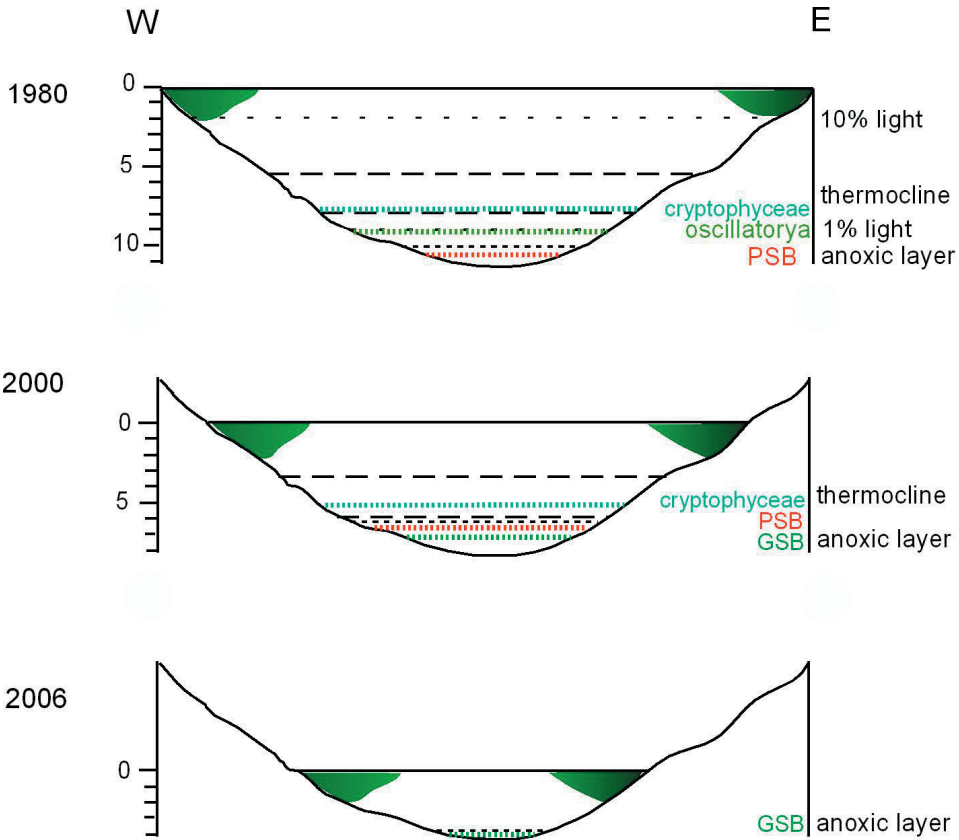 W E
1980
0
10% light
5
thermocline
cryptophyceae
oscillatorya 1% light
10
PSB anoxic layer
2000
0
5
cryptophyceae thermocline
PSB
GSB anoxic layer
2006
0
GSB anoxic layer